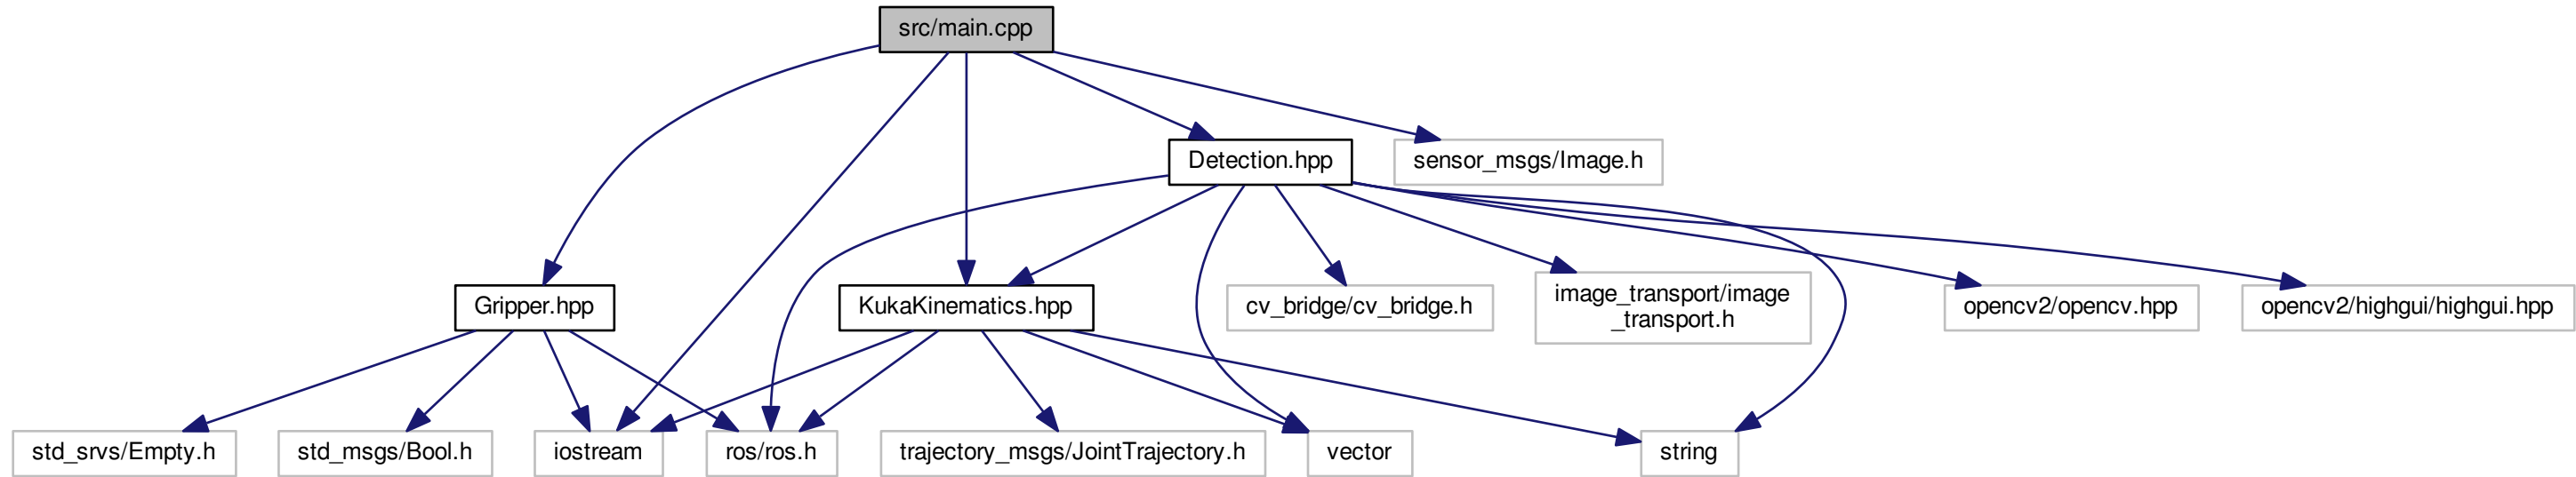 src/main.cpp
Detection.hpp
sensor_msgs/Image.h
Gripper.hpp
KukaKinematics.hpp
cv_bridge/cv_bridge.h
image_transport/image
_transport.h
opencv2/opencv.hpp
opencv2/highgui/highgui.hpp
std_srvs/Empty.h
std_msgs/Bool.h
iostream
ros/ros.h
trajectory_msgs/JointTrajectory.h
vector
string